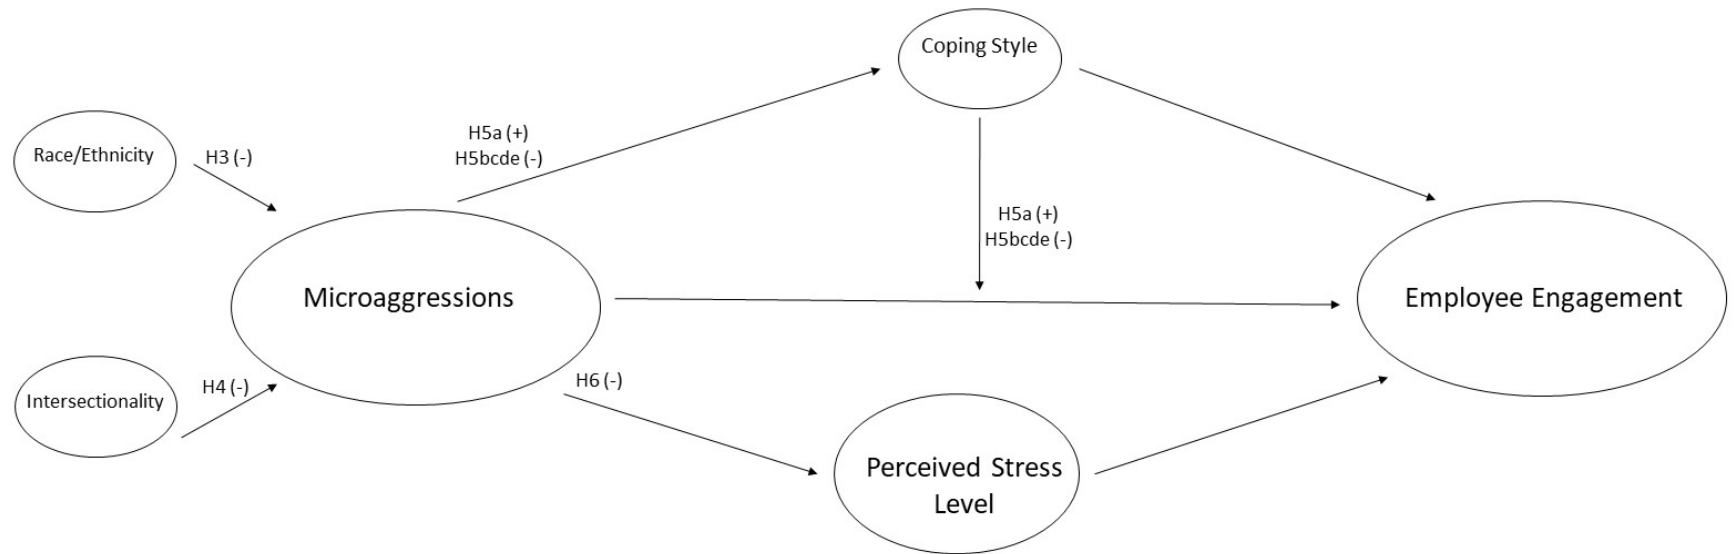 Coping Style
H5a (+)
H5bcde (-)
Race/Ethnicity
H3 (-)
H5a (+)
H5bcde (-)
Microaggressions
Employee Engagement
H4 (-)
Intersectionality
H6 (-)
Perceived Stress
Level